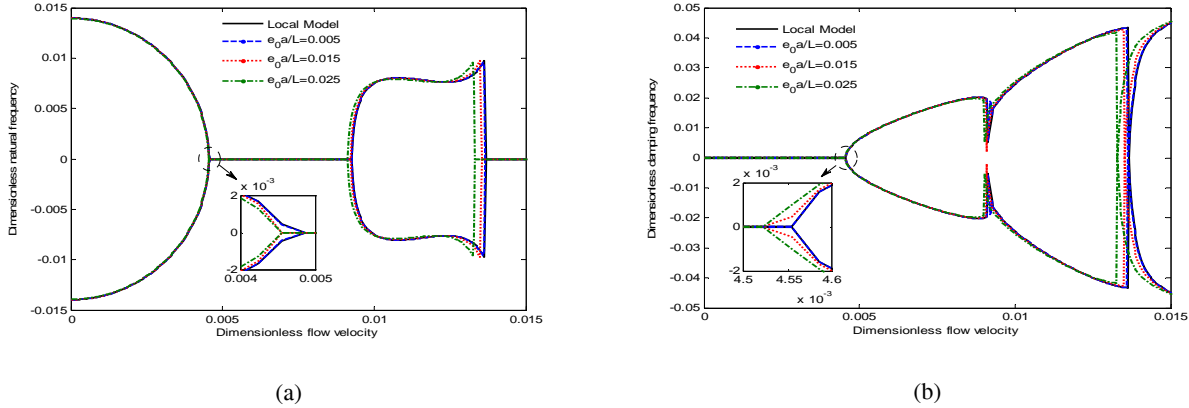 0.015
0.01
0.005
0
-0.005
-0.01
-0.015
Dimensionless natural frequency
Local Model
e0a/L=0.005
e0a/L=0.015
e0a/L=0.025
x 10⁻³
2
0
-2
0.004
0.005
0
0.005
0.01
0.015
Dimensionless flow velocity
(a)
0.05
0.04
0.03
0.02
0.01
0
-0.01
-0.02
-0.03
-0.04
-0.05
Dimensionless damping frequency
Local Model
e0a/L=0.005
e0a/L=0.015
e0a/L=0.025
x 10⁻³
2
0
-2
4.5
4.55
4.6
x 10⁻³
0
0.005
0.01
0.015
Dimensionless flow velocity
(b)